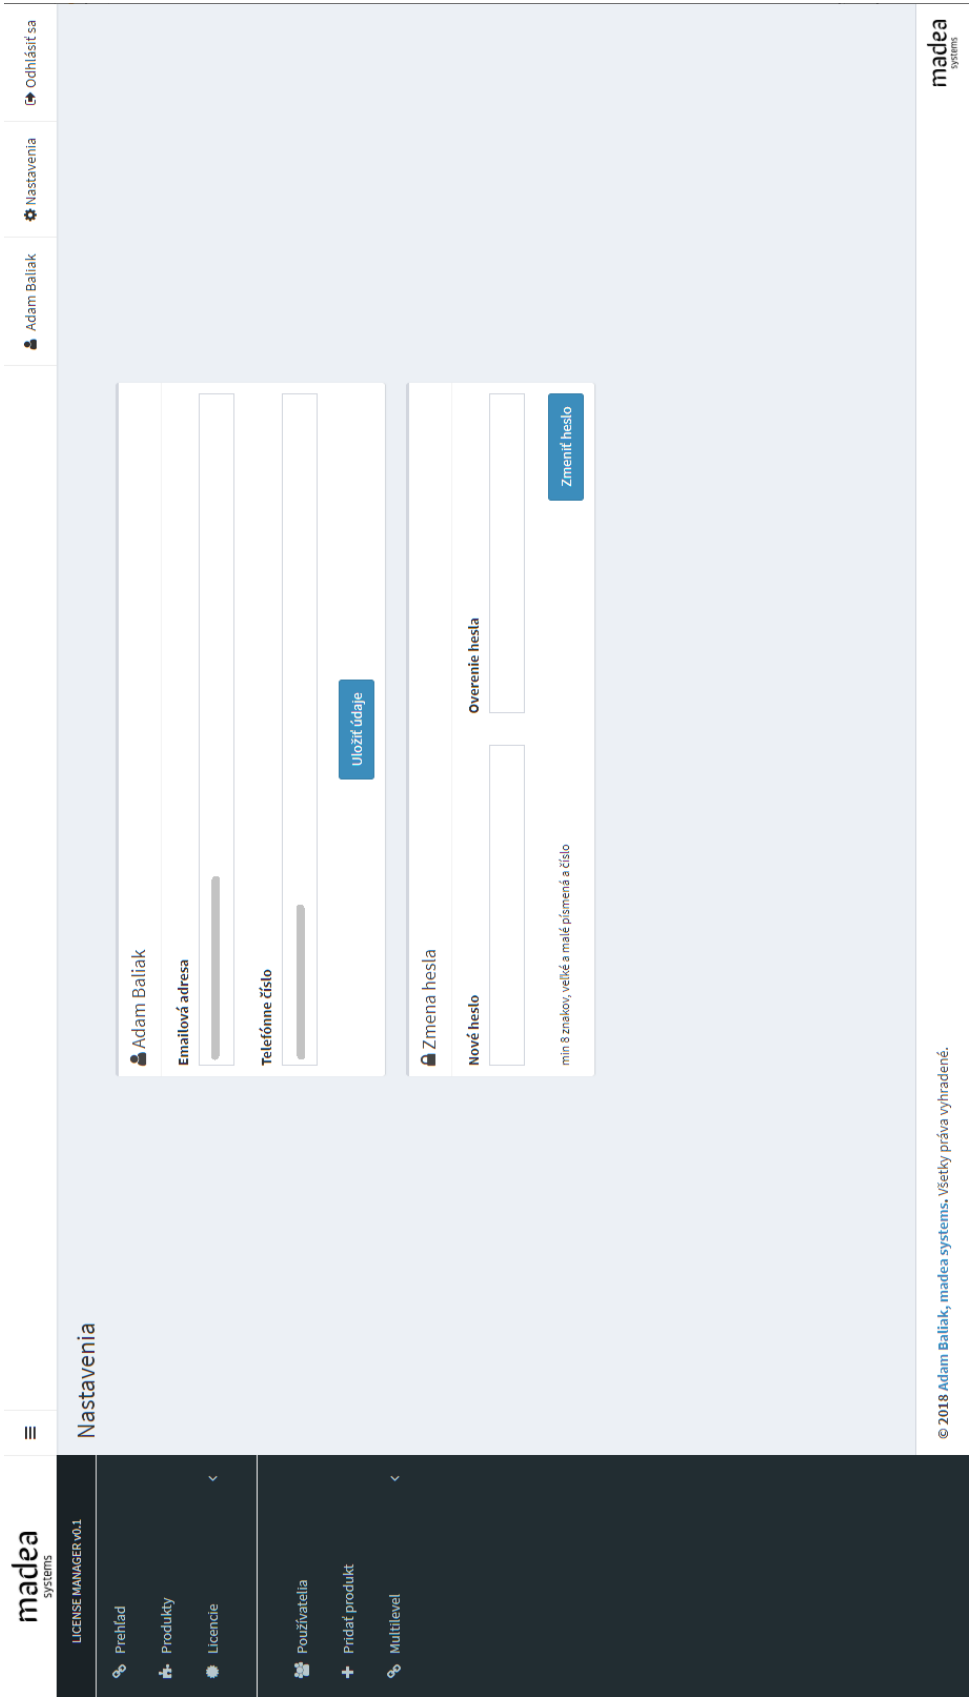 madea
systems
Adam Baliak
Nastavenia
Odhlásiť sa
LICENSE MANAGER v0.1
Prehľad
Produkty
Licencie
Používatelia
Pridať produkt
Multilevel
Nastavenia
Adam Baliak
Emailová adresa
Telefónne číslo
Uložiť údaje
Zmena hesla
Nové heslo
Overenie hesla
min 8 znakov, veľké a malé písmená a číslo
Zmeniť heslo
© 2018 Adam Baliak, madea systems. Všetky práva vyhradené.
madea
systems